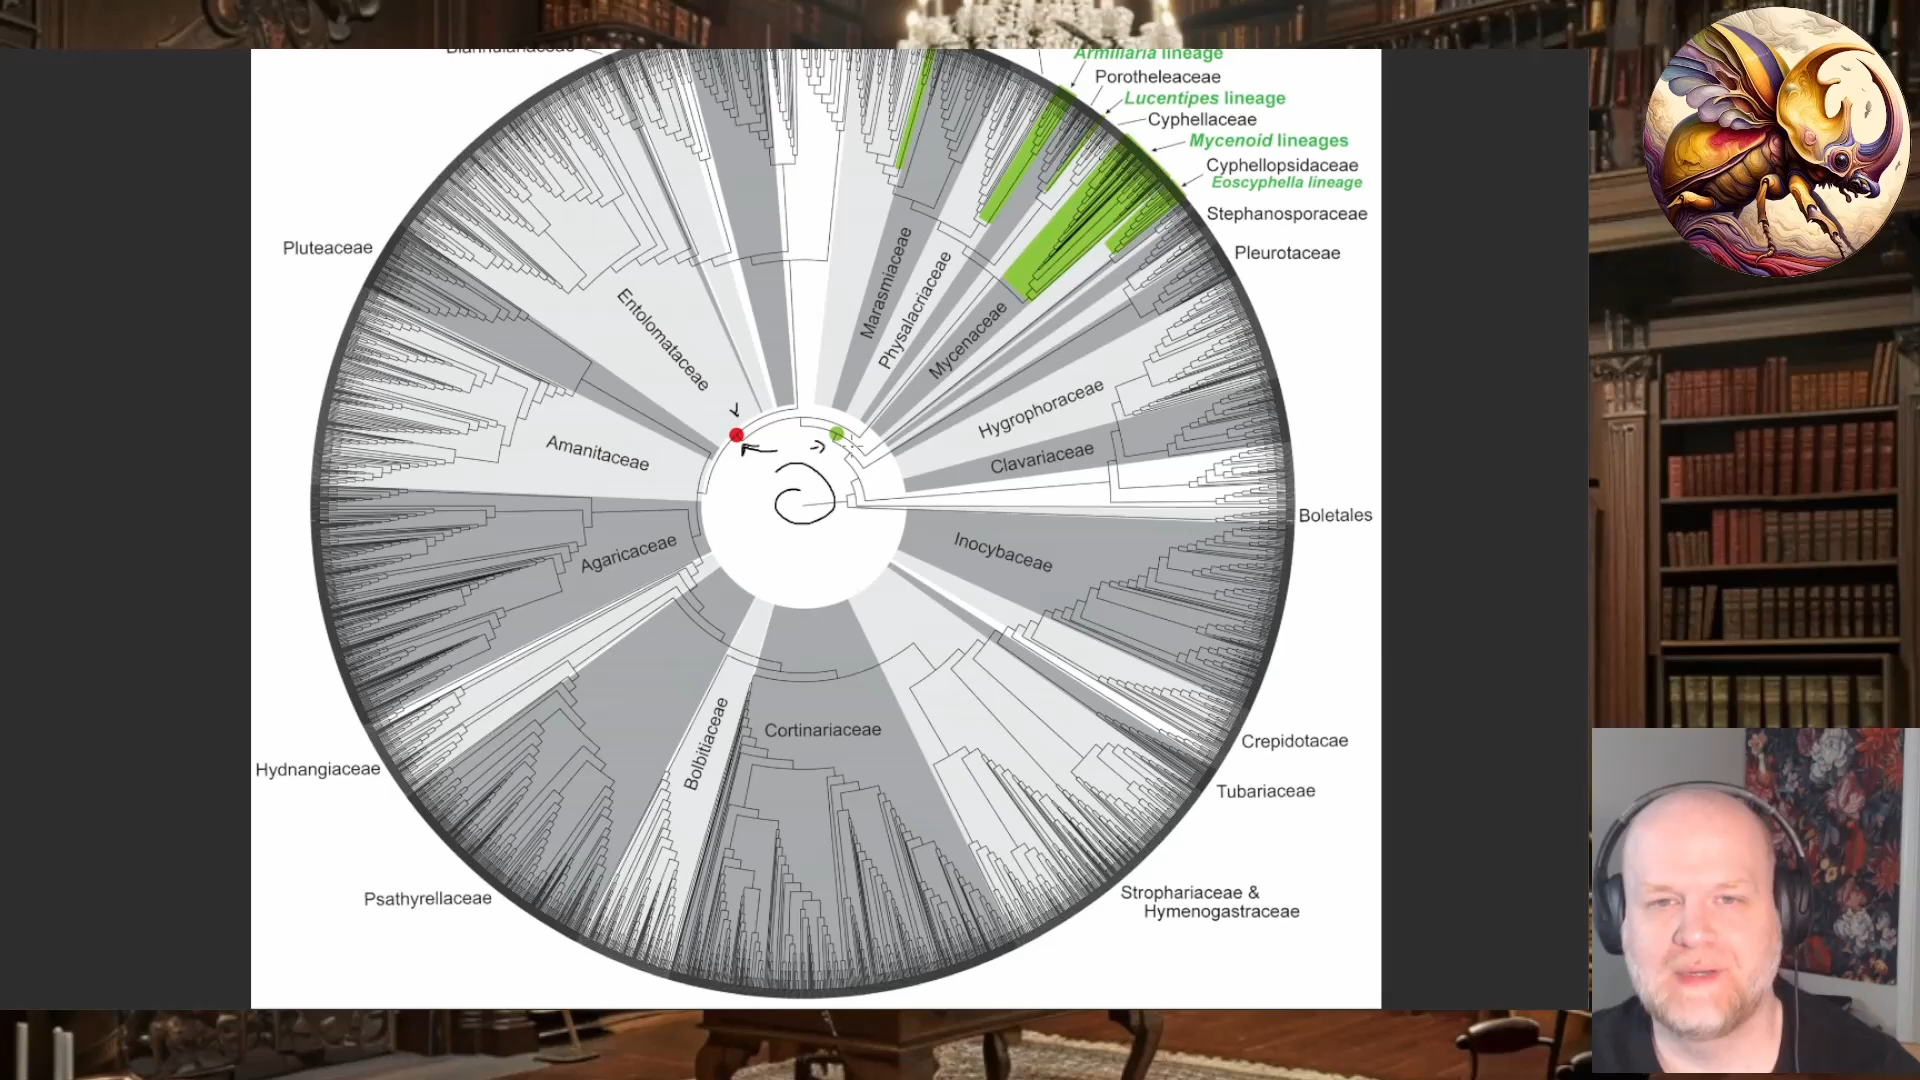 Armillaria lineage
Porotheleaceae
Lucentipes lineage
Cyphellaceae
Mycenoid lineages
Cyphellopsidaceae
Eoscyphella lineage
Stephanosporaceae
Pleurotaceae
Pluteaceae
Entolomataceae
Marasmiaceae
Physalacriaceae
Mycenaceae
Hygrophoraceae
Clavariaceae
Amanitaceae
Boletales
Agaricaceae
Inocybaceae
Bolbitiaceae
Cortinariaceae
Crepidotacae
Hydnangiaceae
Tubariaceae
Psathyrellaceae
Strophariaceae &
Hymenogastraceae